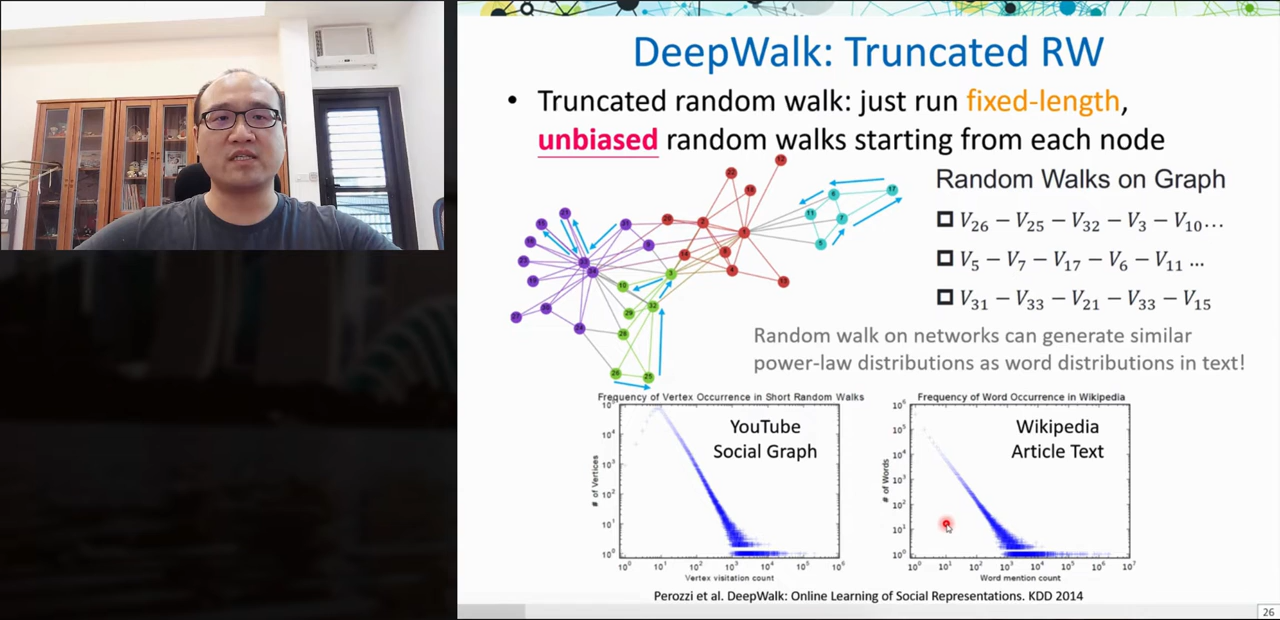 DeepWalk: Truncated RW
• Truncated random walk: just run fixed-length,
unbiased random walks starting from each node
Random Walks on Graph
V26 – V25 – V32 – V3 – V10...
V5 – V7 – V17 – V6 – V11 ...
V31 – V33 – V21 – V33 – V15
Random walk on networks can generate similar
power-law distributions as word distributions in text!
Frequency of Vertex Occurrence in Short Random Walks
YouTube
Social Graph
# of Vertices
Vertex visitation count
Frequency of Word Occurrence in Wikipedia
Wikipedia
Article Text
# of Words
Word mention count
Perozzi et al. DeepWalk: Online Learning of Social Representations. KDD 2014
26